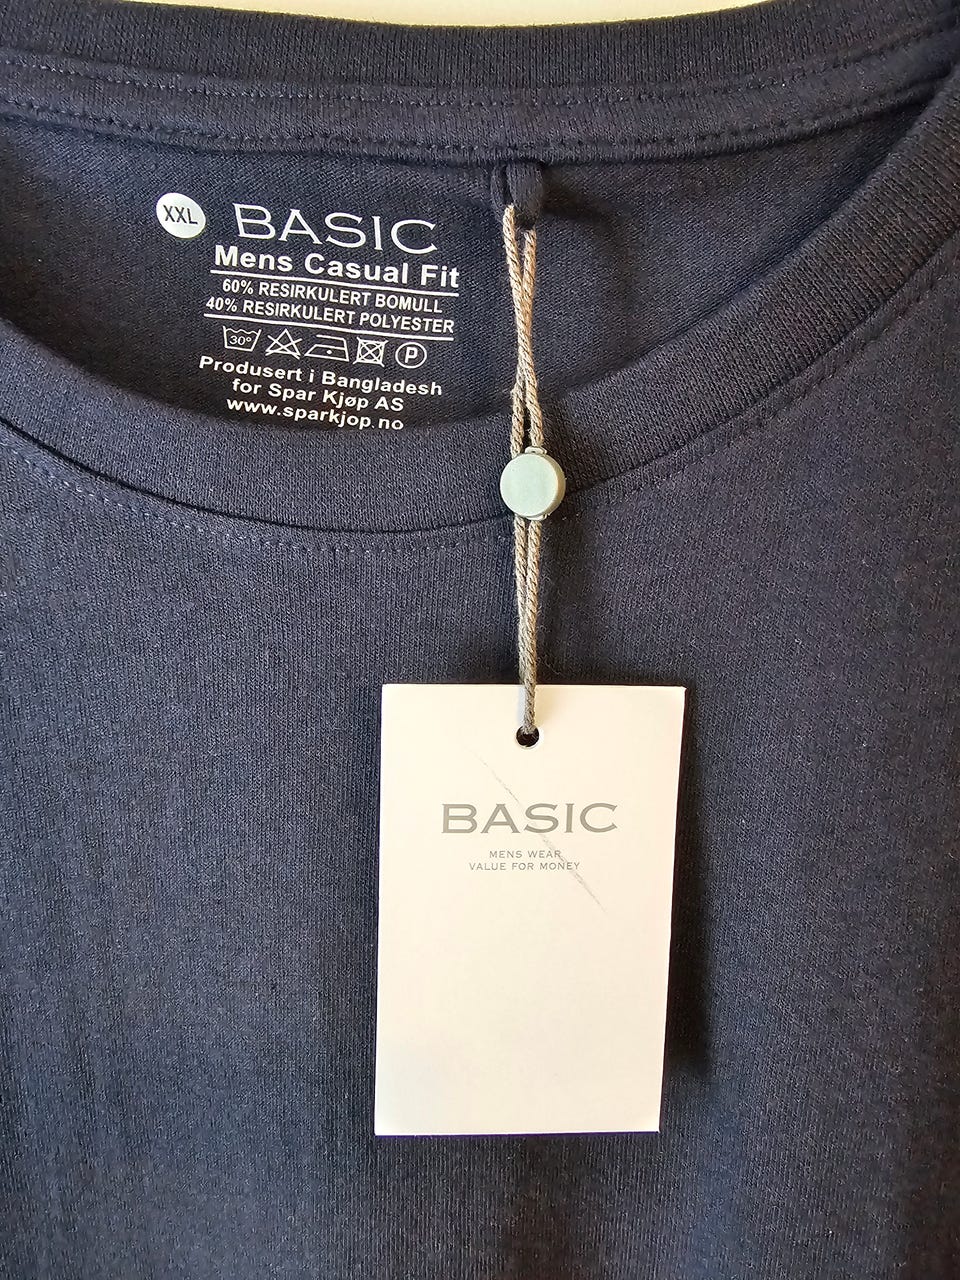 XXL
BASIC
Mens Casual Fit
60% RESIRKULERT BOMULL
40% RESIRKULERT POLYESTER
30°
P
Produsert i Bangladesh
for Spar Kjøp AS
www.sparkjop.no
BASIC
MENS WEAR
VALUE FOR MONEY